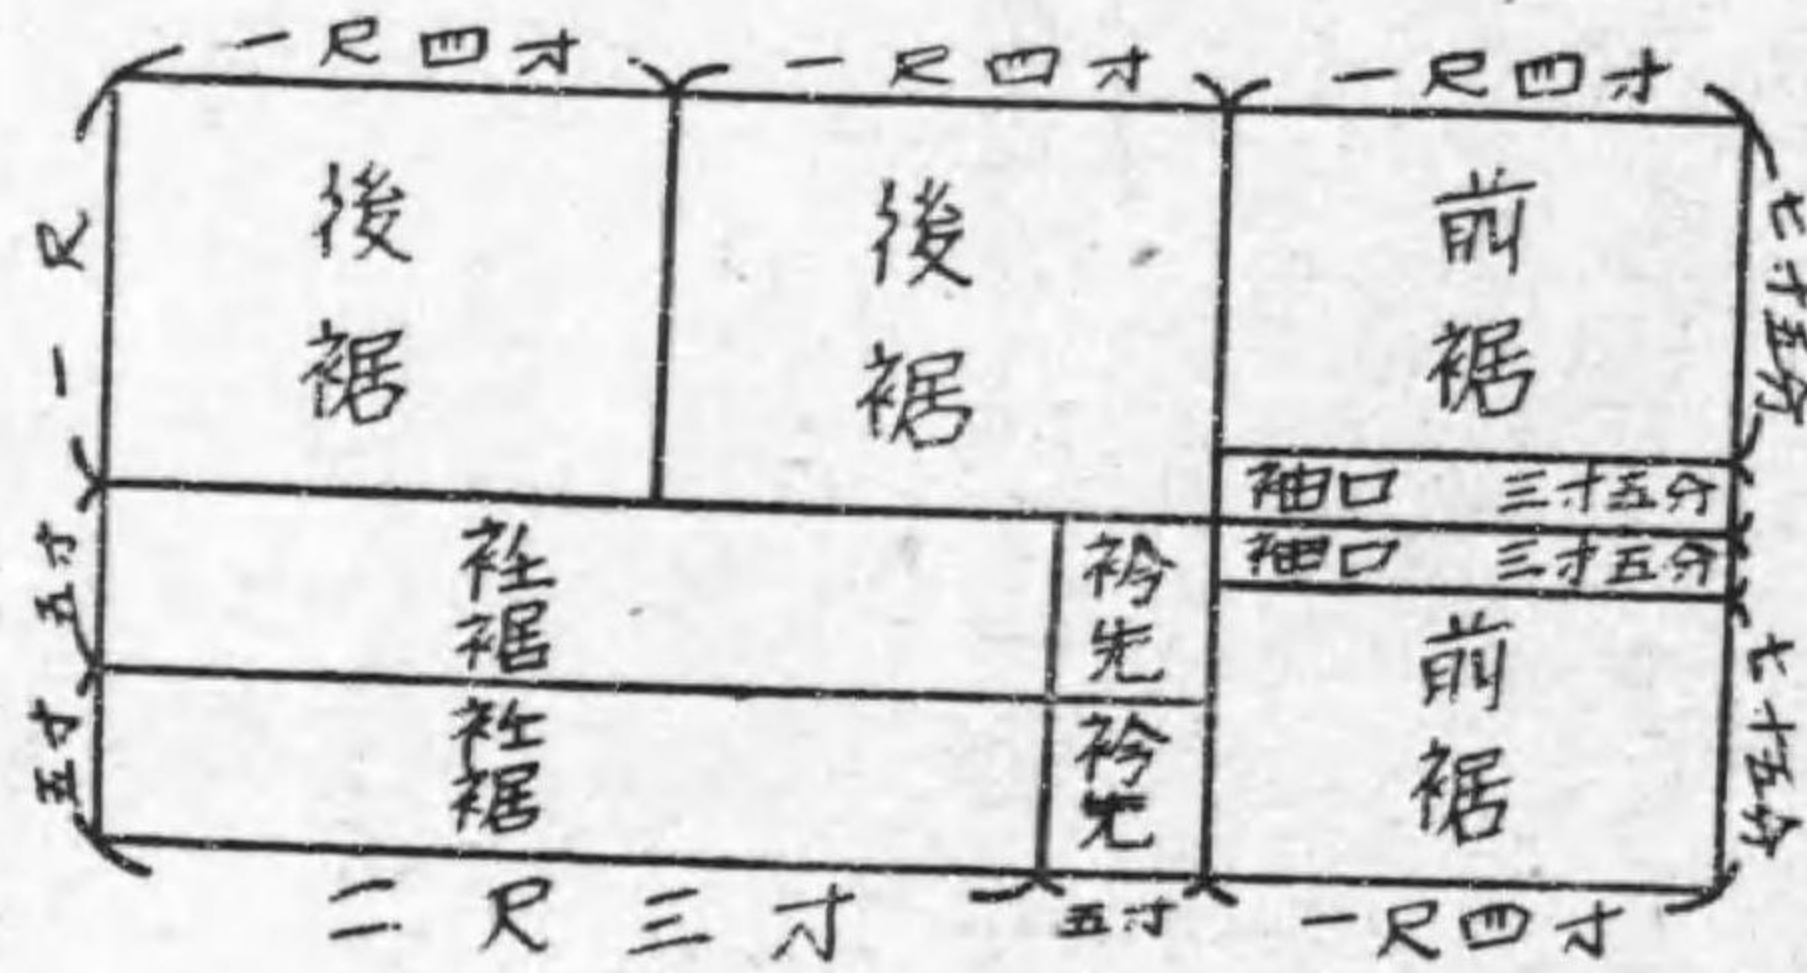 一尺四寸
一尺四寸
一尺四寸
一尺
五寸
五寸
後裾
後裾
前裾
七寸五分
袖口 三寸五分
袖口 三寸五分
衽裾
衿先
衽裾
衿先
前裾
七寸五分
二尺三寸
五寸
一尺四寸